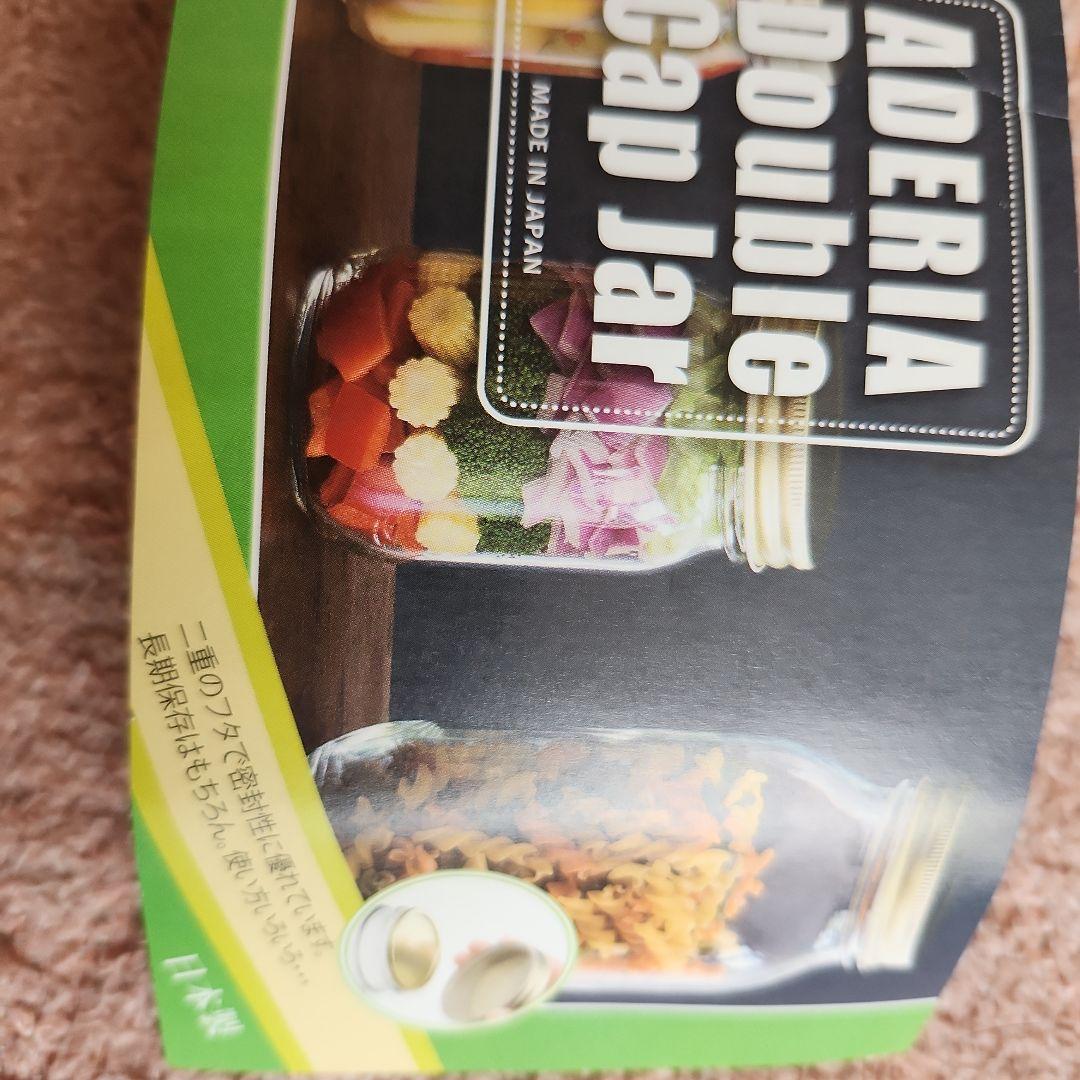 ADERIA
Double
Cap Jar
MADE IN JAPAN
二重のフタで密封性に優れています。
長期保存はもちろん。使い方いろいろ…
日本製